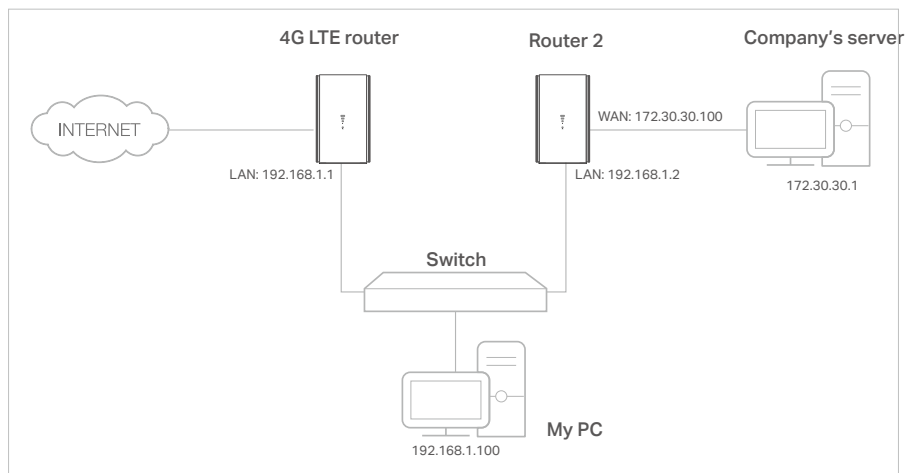 4G LTE router
Router 2
Company's server
INTERNET
WAN: 172.30.30.100
LAN: 192.168.1.1
LAN: 192.168.1.2
172.30.30.1
Switch
My PC
192.168.1.100